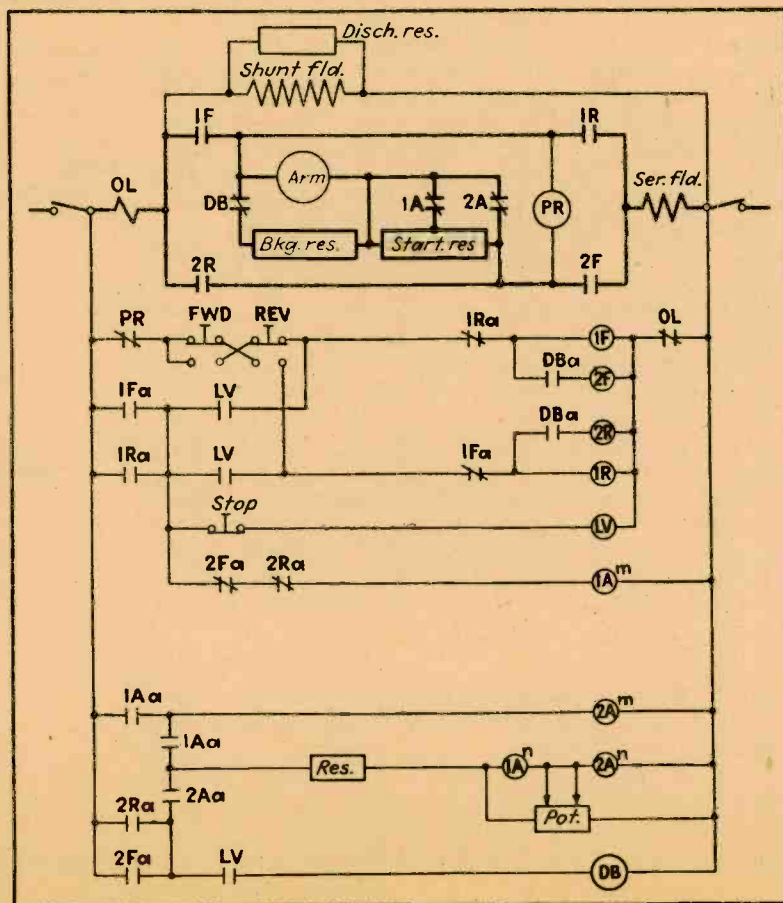 Disch. res.
Shunt fld.
1F
1R
OL
Arm
Ser. fld.
DB
1A
2A
PR
Bkg. res.
Start. res
2R
2F
PR
FWD
REV
1Ra
1F
OL
DBa
2F
1Fa
LV
DBa
2R
1Ra
LV
1Fa
1R
Stop
LV
2Fa
2Ra
1A m
1Aa
2A m
1Aa
Res.
1A n
2A n
2Aa
Pot.
2Ra
2Fa
LV
DB